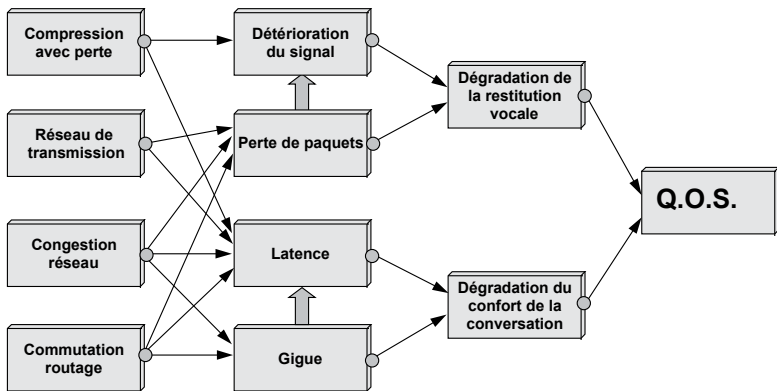 Compression
avec perte
Détérioration
du signal
Dégradation de
la restitution
vocale
Réseau de
transmission
Perte de paquets
Q.O.S.
Congestion
réseau
Latence
Dégradation du
confort de la
conversation
Commutation
routage
Gigue